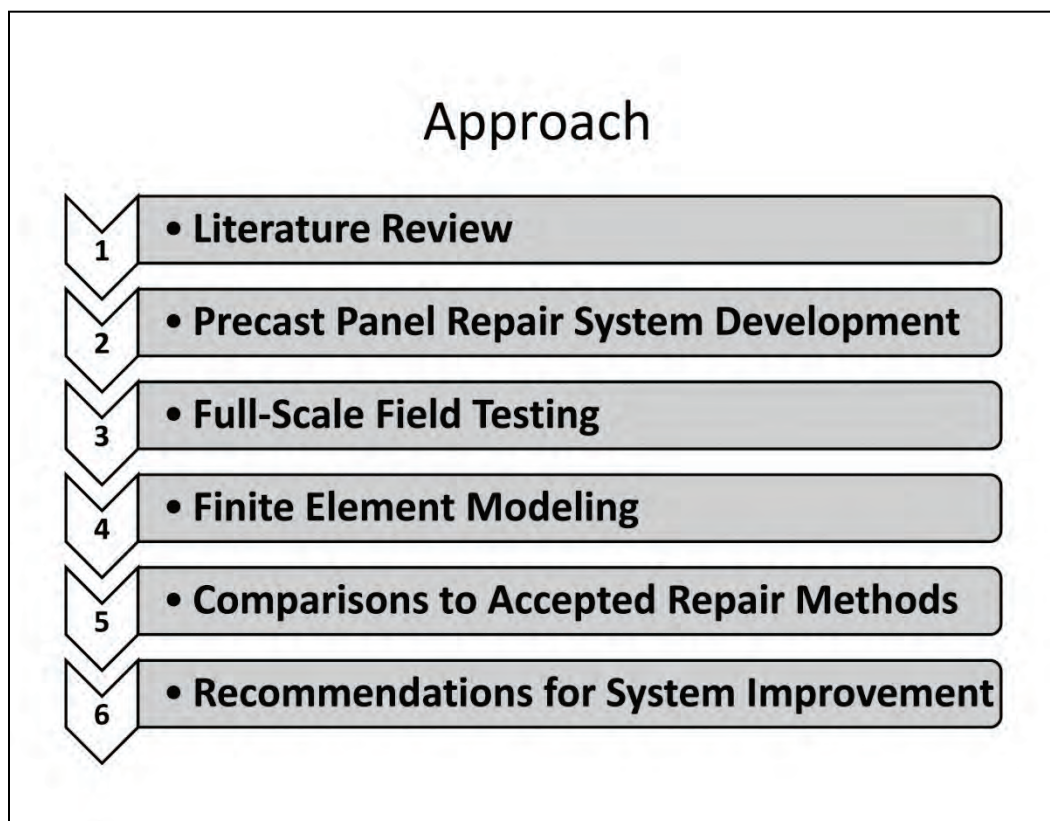 Approach
1 • Literature Review
2 • Precast Panel Repair System Development
3 • Full-Scale Field Testing
4 • Finite Element Modeling
5 • Comparisons to Accepted Repair Methods
6 • Recommendations for System Improvement